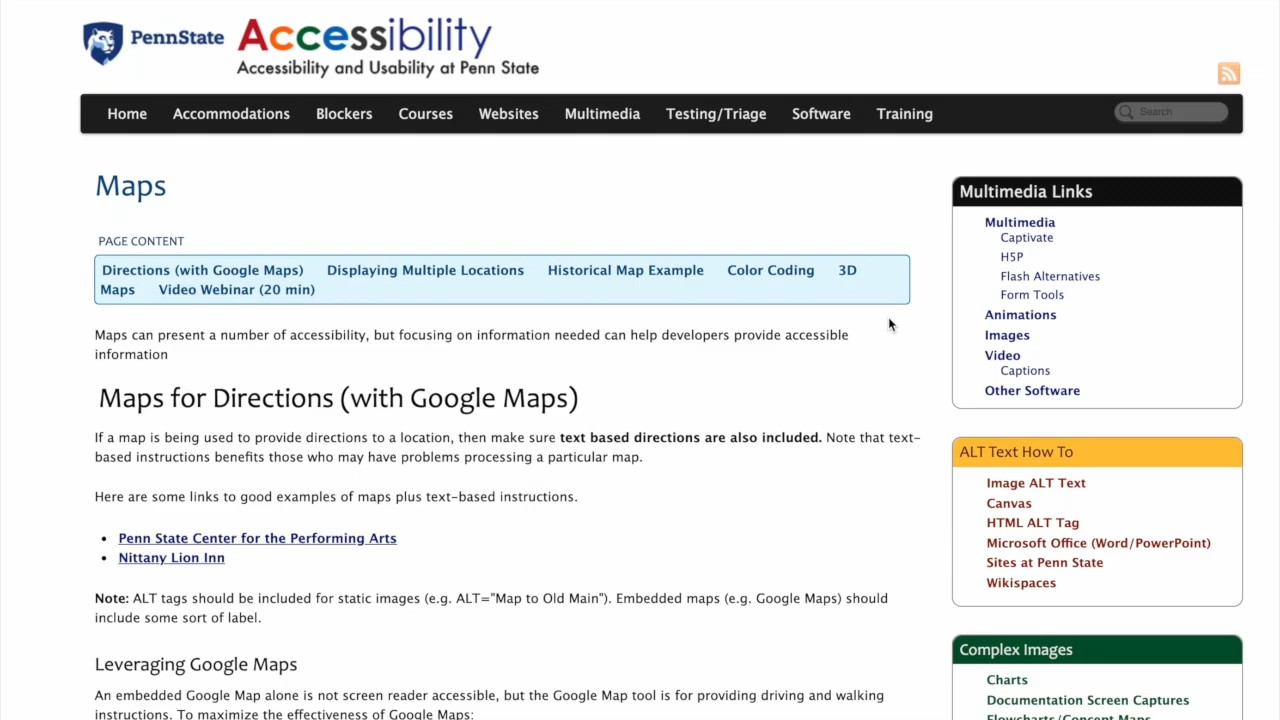 PennState Accessibility
Accessibility and Usability at Penn State
Home Accommodations Blockers Courses Websites Multimedia Testing/Triage Software Training Search
Maps
PAGE CONTENT
Directions (with Google Maps) Displaying Multiple Locations Historical Map Example Color Coding 3D
Maps Video Webinar (20 min)
Maps can present a number of accessibility, but focusing on information needed can help developers provide accessible
information
Maps for Directions (with Google Maps)
If a map is being used to provide directions to a location, then make sure text based directions are also included. Note that text-
based instructions benefits those who may have problems processing a particular map.
Here are some links to good examples of maps plus text-based instructions.
• Penn State Center for the Performing Arts
• Nittany Lion Inn
Note: ALT tags should be included for static images (e.g. ALT="Map to Old Main"). Embedded maps (e.g. Google Maps) should
include some sort of label.
Leveraging Google Maps
An embedded Google Map alone is not screen reader accessible, but the Google Map tool is for providing driving and walking
instructions. To maximize the effectiveness of Google Maps:
Multimedia Links
Multimedia
Captivate
H5P
Flash Alternatives
Form Tools
Animations
Images
Video
Captions
Other Software
ALT Text How To
Image ALT Text
Canvas
HTML ALT Tag
Microsoft Office (Word/PowerPoint)
Sites at Penn State
Wikispaces
Complex Images
Charts
Documentation Screen Captures
Flowcharts/Concept Maps